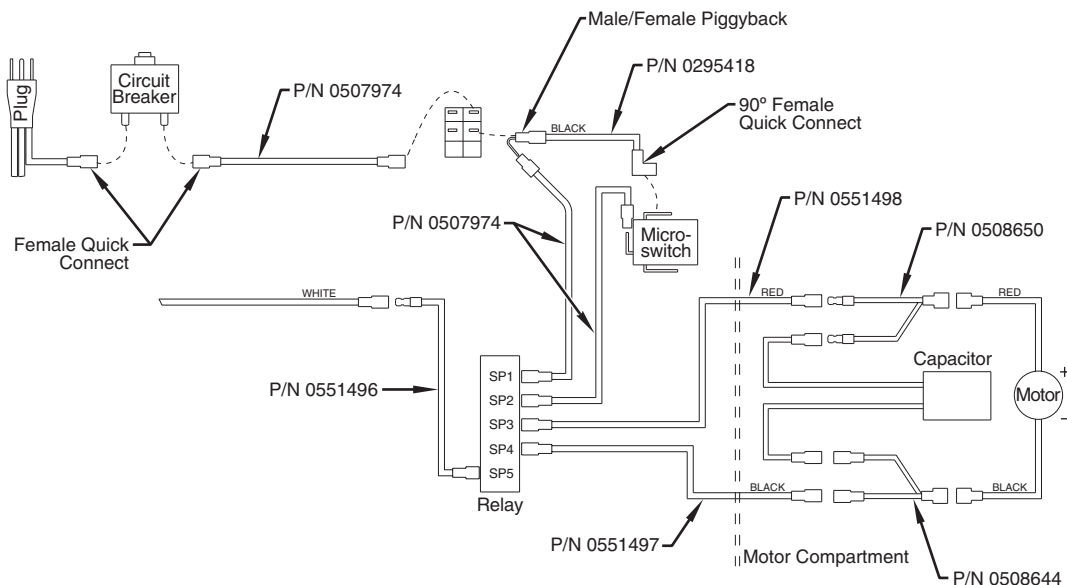 Male/Female Piggyback
P/N 0295418
Plug
Circuit
Breaker
P/N 0507974
BLACK
90º Female
Quick Connect
P/N 0507974
P/N 0551498
Female Quick
Connect
Micro-
switch
P/N 0508650
WHITE
RED
RED
P/N 0551496
SP1
SP2
SP3
SP4
SP5
Relay
Capacitor
Motor
+
–
BLACK
BLACK
P/N 0551497
Motor Compartment
P/N 0508644